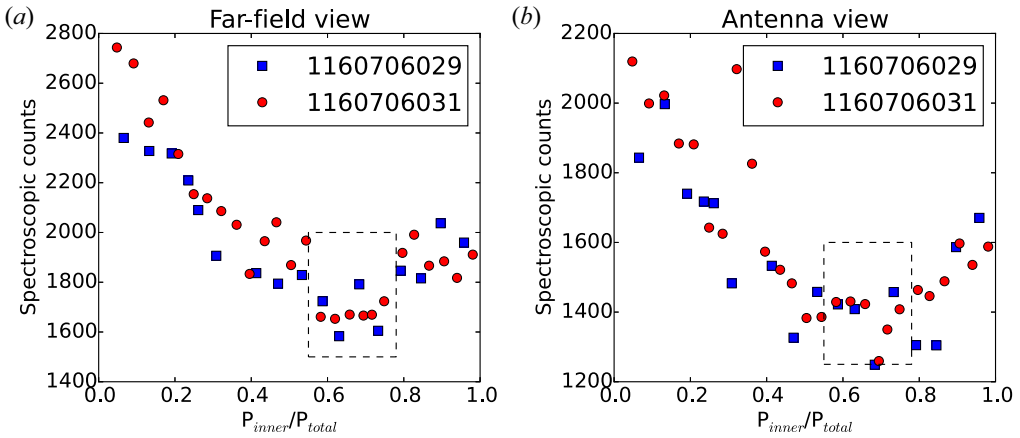 (a)
Far-field view
Spectroscopic counts
2800
2600
2400
2200
2000
1800
1600
1400
1160706029
1160706031
0.0 0.2 0.4 0.6 0.8 1.0
P_inner/P_total
(b)
Antenna view
Spectroscopic counts
2200
2000
1800
1600
1400
1200
1160706029
1160706031
0.0 0.2 0.4 0.6 0.8 1.0
P_inner/P_total